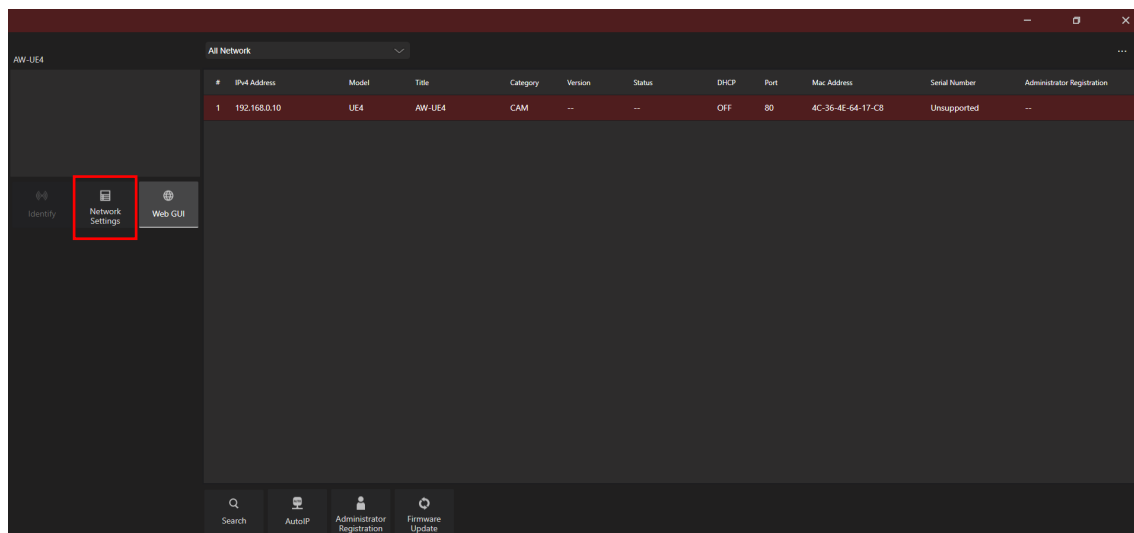 AW-UE4
All Network
...
# IPv4 Address Model Title Category Version Status DHCP Port Mac Address Serial Number Administrator Registration
1 192.168.0.10 UE4 AW-UE4 CAM -- -- OFF 80 4C-36-4E-64-17-C8 Unsupported --
Identify
Network
Settings
Web GUI
Search
AutoIP
Administrator
Registration
Firmware
Update